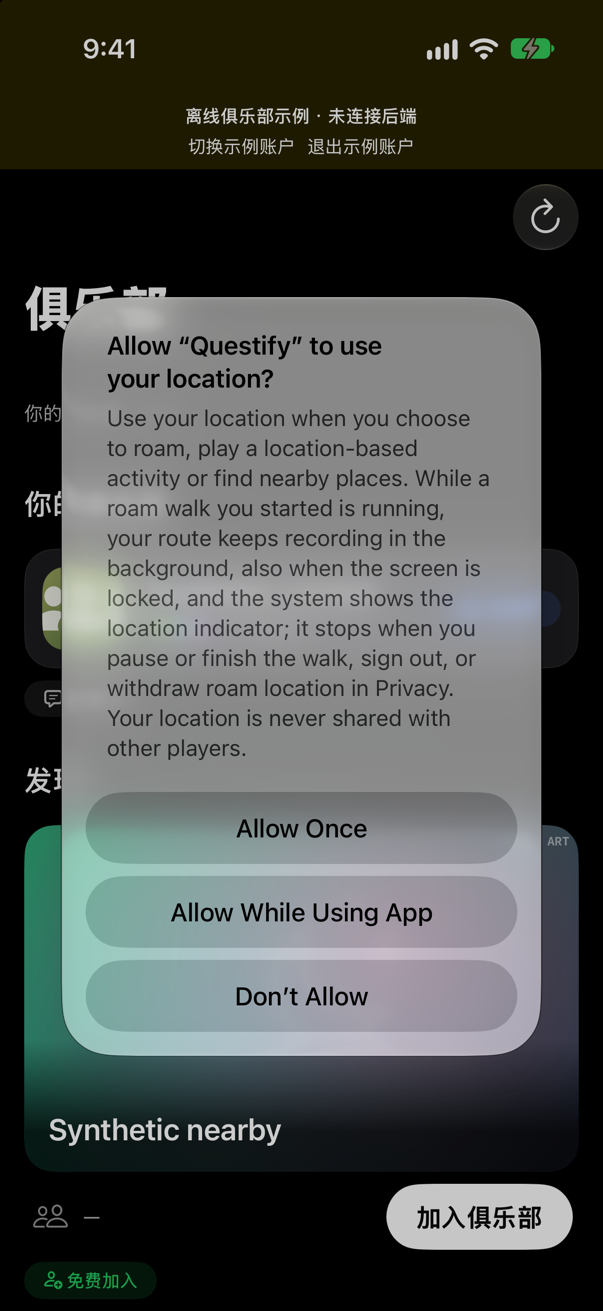 9:41
离线俱乐部示例 · 未连接后端
切换示例账户 退出示例账户
俱乐部
Allow “Questify” to use
your location?
你的
Use your location when you choose
to roam, play a location-based
activity or find nearby places. While a
roam walk you started is running,
your route keeps recording in the
background, also when the screen is
locked, and the system shows the
location indicator; it stops when you
pause or finish the walk, sign out, or
withdraw roam location in Privacy.
Your location is never shared with
other players.
你的
发现
Allow Once
ART
Allow While Using App
Don’t Allow
Synthetic nearby
–
加入俱乐部
免费加入